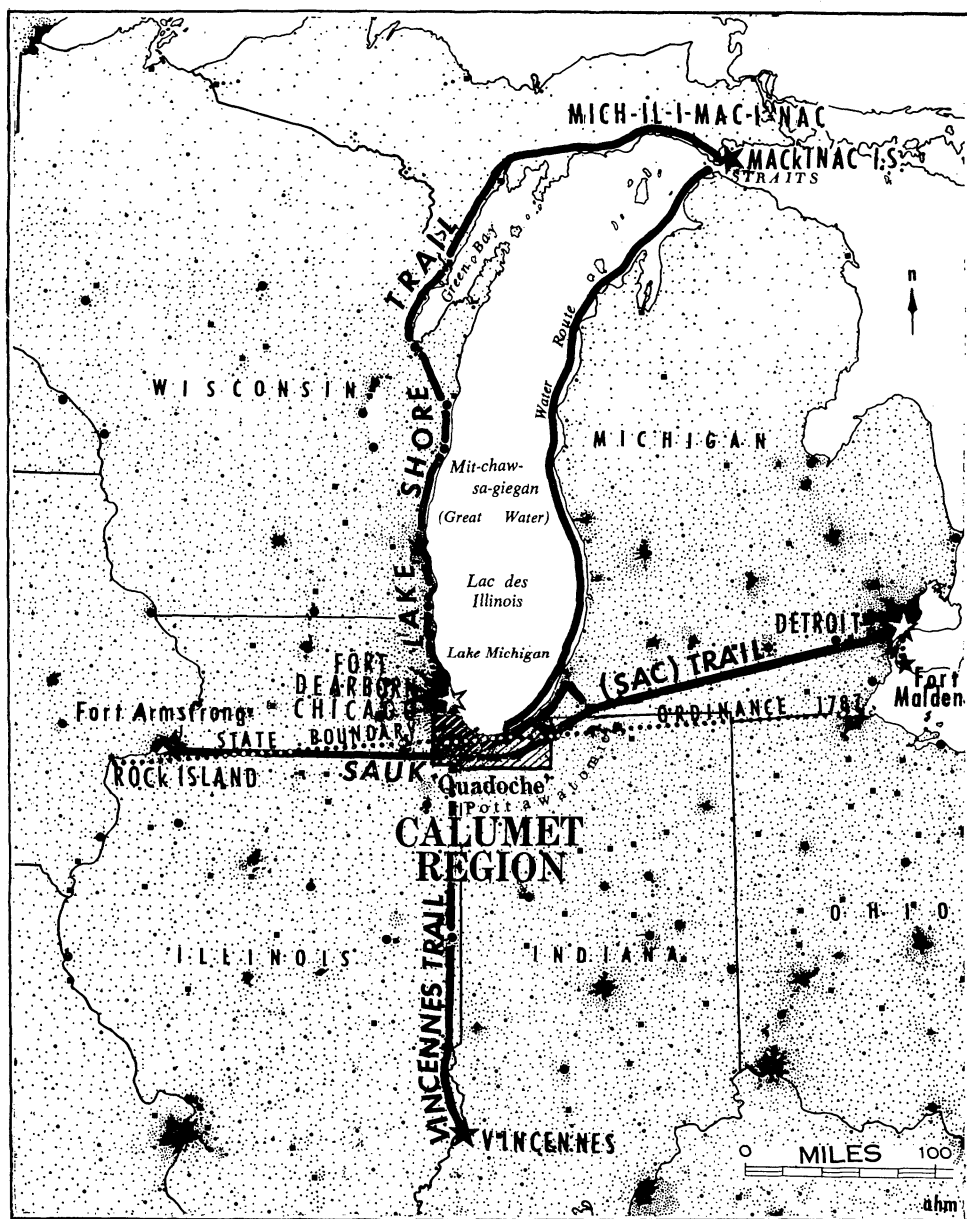 MICH-IL-I-MAC-I-NAC
MACKINAC IS.
STRAITS
TRAIL
Green Bay
n
Route
Water
WISCONSIN
SHORE
MICHIGAN
Mit-chaw-
sa-giegan
(Great Water)
LAKE
Lac des
Illinois
DETROIT
Lake Michigan
(SAC) TRAIL
FORT
DEARBORN
CHICAGO
Fort
Malden
Fort Armstrong
ORDINANCE 1787
STATE BOUNDARY
ROCK ISLAND
SAUK
Quadoche
Pottawatomi
CALUMET
REGION
VINCENNES TRAIL
OHIO
ILLINOIS
INDIANA
VINCENNES
0 MILES 100
ahm